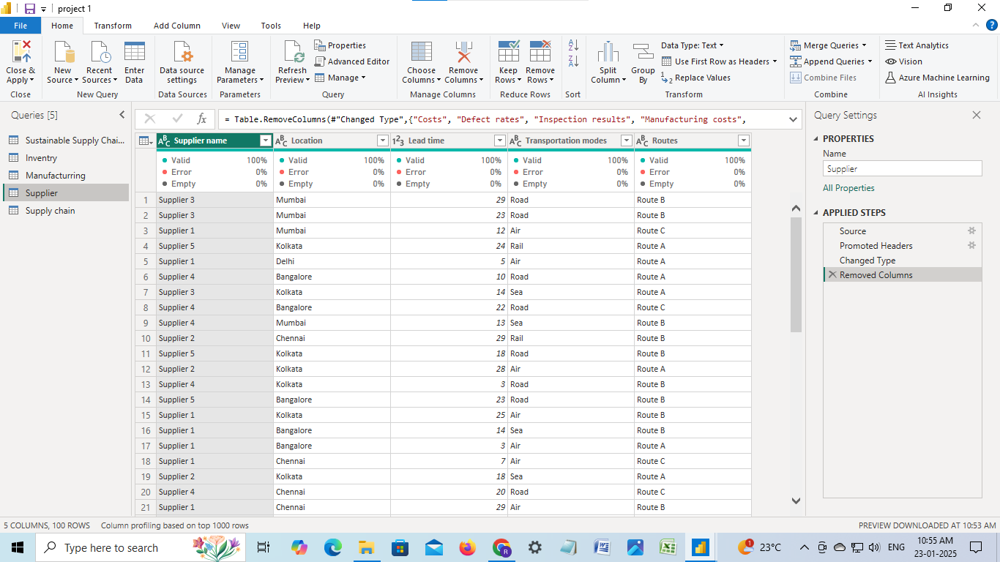 project 1
File Home Transform Add Column View Tools Help
Close & Apply
New Source
Recent Sources
Enter Data
Data source settings
Manage Parameters
Refresh Preview
Properties
Advanced Editor
Manage
Choose Columns
Remove Columns
Keep Rows
Remove Rows
A Z
Z A
Split Column
Group By
Data Type: Text
Use First Row as Headers
1 2 Replace Values
Merge Queries
Append Queries
Combine Files
Text Analytics
Vision
Azure Machine Learning
Close New Query Data Sources Parameters Query Manage Columns Reduce Rows Sort Transform Combine AI Insights
Queries [5]
Sustainable Supply Chai...
Inventry
Manufacturring
Supplier
Supply chain
fx = Table.RemoveColumns(#"Changed Type",{"Costs", "Defect rates", "Inspection results", "Manufacturing costs",
ABC Supplier name ABC Location 123 Lead time ABC Transportation modes ABC Routes
Valid 100% Valid 100% Valid 100% Valid 100% Valid 100%
Error 0% Error 0% Error 0% Error 0% Error 0%
Empty 0% Empty 0% Empty 0% Empty 0% Empty 0%
1 Supplier 3 Mumbai 29 Road Route B
2 Supplier 3 Mumbai 23 Road Route B
3 Supplier 1 Mumbai 12 Air Route C
4 Supplier 5 Kolkata 24 Rail Route A
5 Supplier 1 Delhi 5 Air Route A
6 Supplier 4 Bangalore 10 Road Route A
7 Supplier 3 Kolkata 14 Sea Route A
8 Supplier 4 Bangalore 22 Road Route C
9 Supplier 4 Mumbai 13 Sea Route B
10 Supplier 2 Chennai 29 Rail Route B
11 Supplier 5 Kolkata 18 Road Route B
12 Supplier 2 Kolkata 28 Air Route A
13 Supplier 4 Kolkata 3 Road Route B
14 Supplier 5 Bangalore 23 Road Route B
15 Supplier 1 Kolkata 25 Air Route B
16 Supplier 1 Bangalore 14 Sea Route B
17 Supplier 1 Bangalore 3 Air Route A
18 Supplier 1 Chennai 7 Air Route C
19 Supplier 2 Kolkata 18 Sea Route A
20 Supplier 4 Chennai 20 Road Route C
21 Supplier 1 Chennai 29 Air Route B
Query Settings
PROPERTIES
Name
Supplier
All Properties
APPLIED STEPS
Source
Promoted Headers
Changed Type
Removed Columns
5 COLUMNS, 100 ROWS Column profiling based on top 1000 rows PREVIEW DOWNLOADED AT 10:53 AM
Type here to search
R
1
23°C
ENG
10:55 AM
23-01-2025